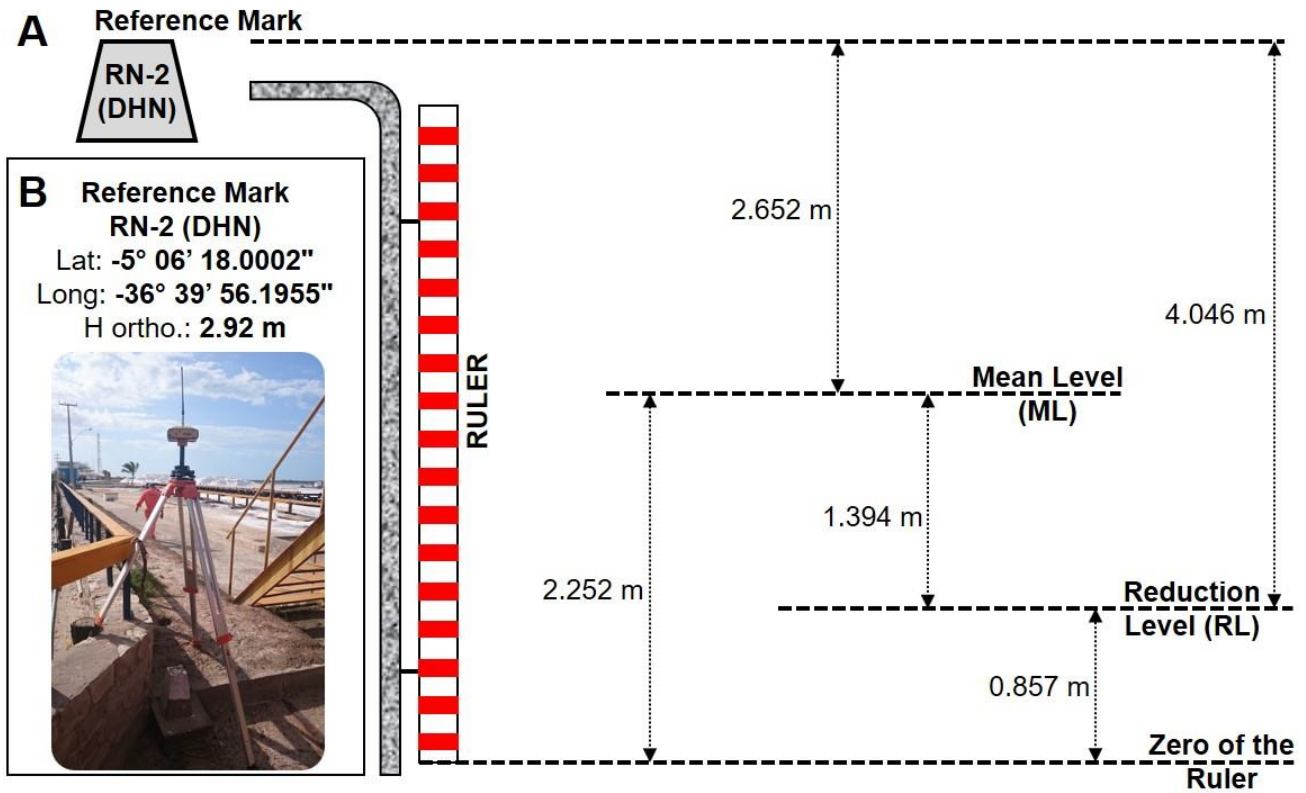 A
Reference Mark
RN-2
(DHN)
B
Reference Mark
RN-2 (DHN)
Lat: -5° 06’ 18.0002"
Long: -36° 39’ 56.1955"
H ortho.: 2.92 m
RULER
2.652 m
4.046 m
Mean Level
(ML)
1.394 m
2.252 m
Reduction
Level (RL)
0.857 m
Zero of the
Ruler